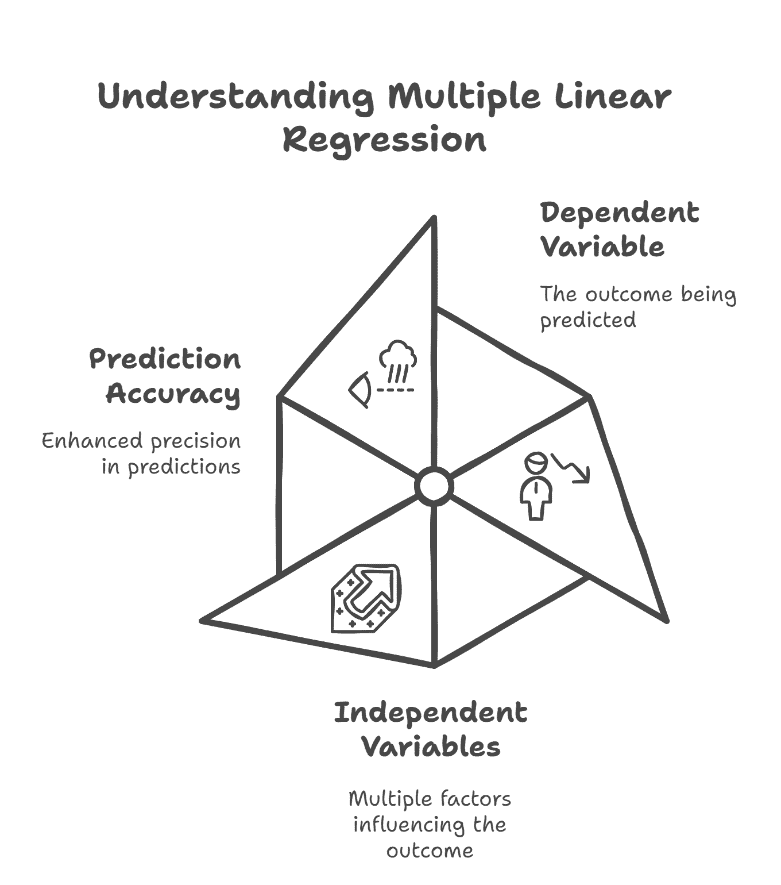 Understanding Multiple Linear
Regression
Dependent
Variable
The outcome being
predicted
Prediction
Accuracy
Enhanced precision
in predictions
Independent
Variables
Multiple factors
influencing the
outcome